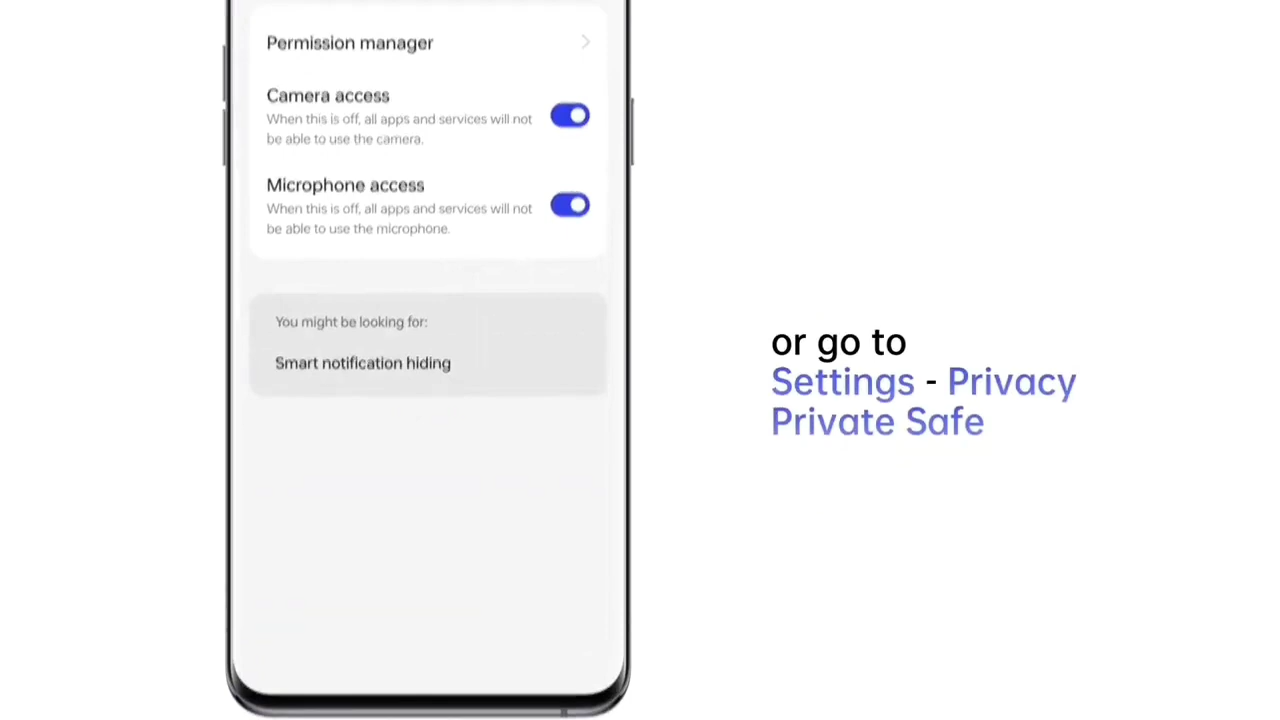 Permission manager
Camera access
When this is off, all apps and services will not
be able to use the camera.
Microphone access
When this is off, all apps and services will not
be able to use the microphone.
You might be looking for:
Smart notification hiding
or go to
Settings - Privacy
Private Safe